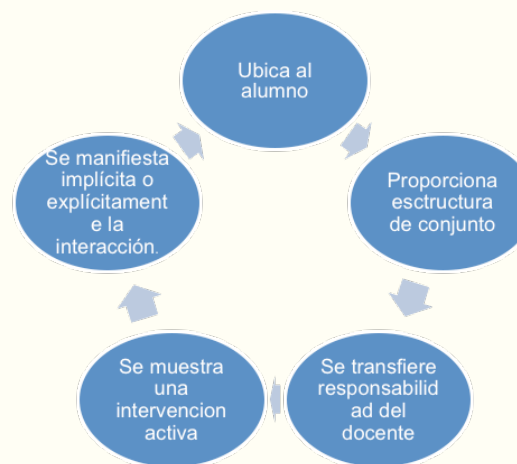 Ubica al
alumno
Proporciona
esctructura
de conjunto
Se transfiere
responsabilid
ad del
docente
Se muestra
una
intervencion
activa
Se manifiesta
implícita o
explícitament
e la
interacción.